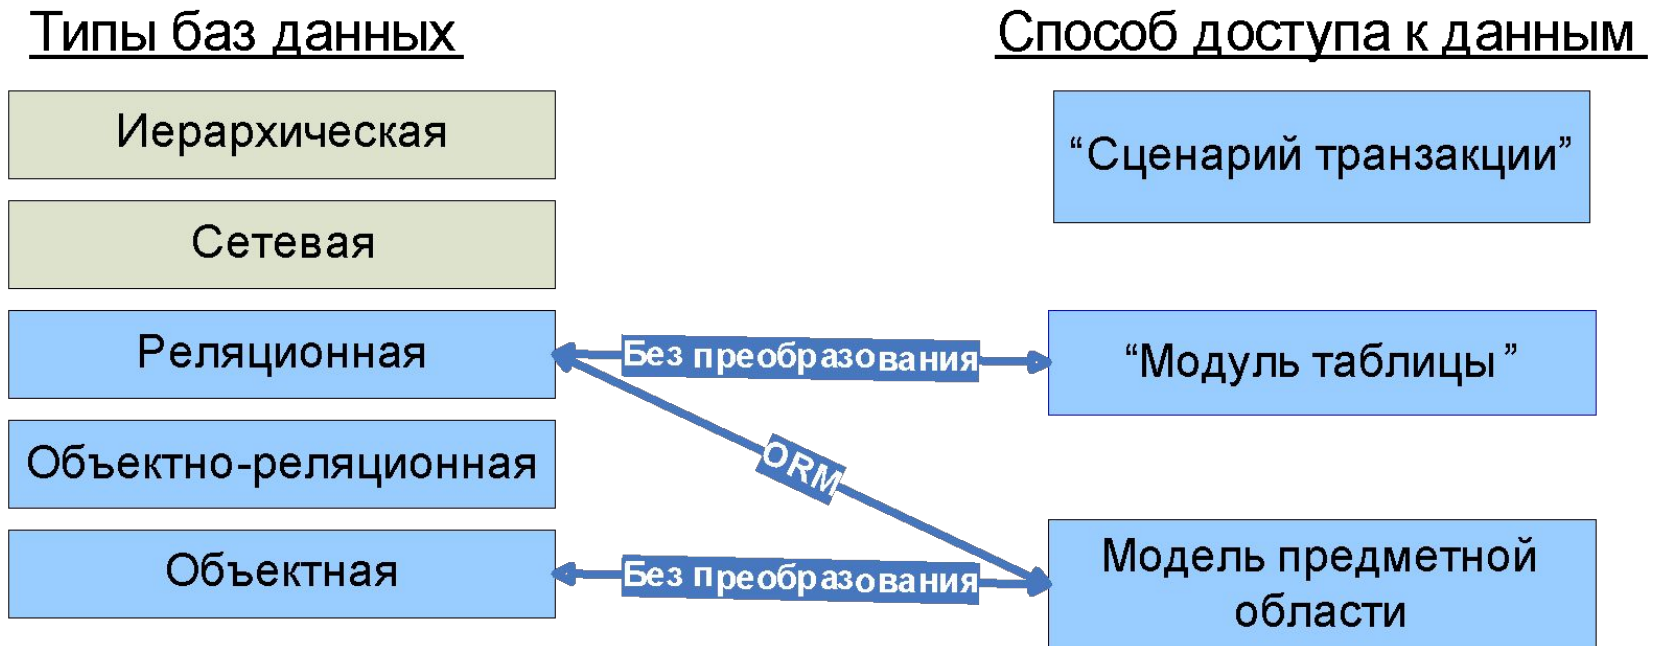 Типы баз данных
Способ доступа к данным
Иерархическая
“Сценарий транзакции”
Сетевая
Реляционная
Без преобразования
“Модуль таблицы ”
Объектно-реляционная
ORM
Объектная
Без преобразования
Модель предметной
области